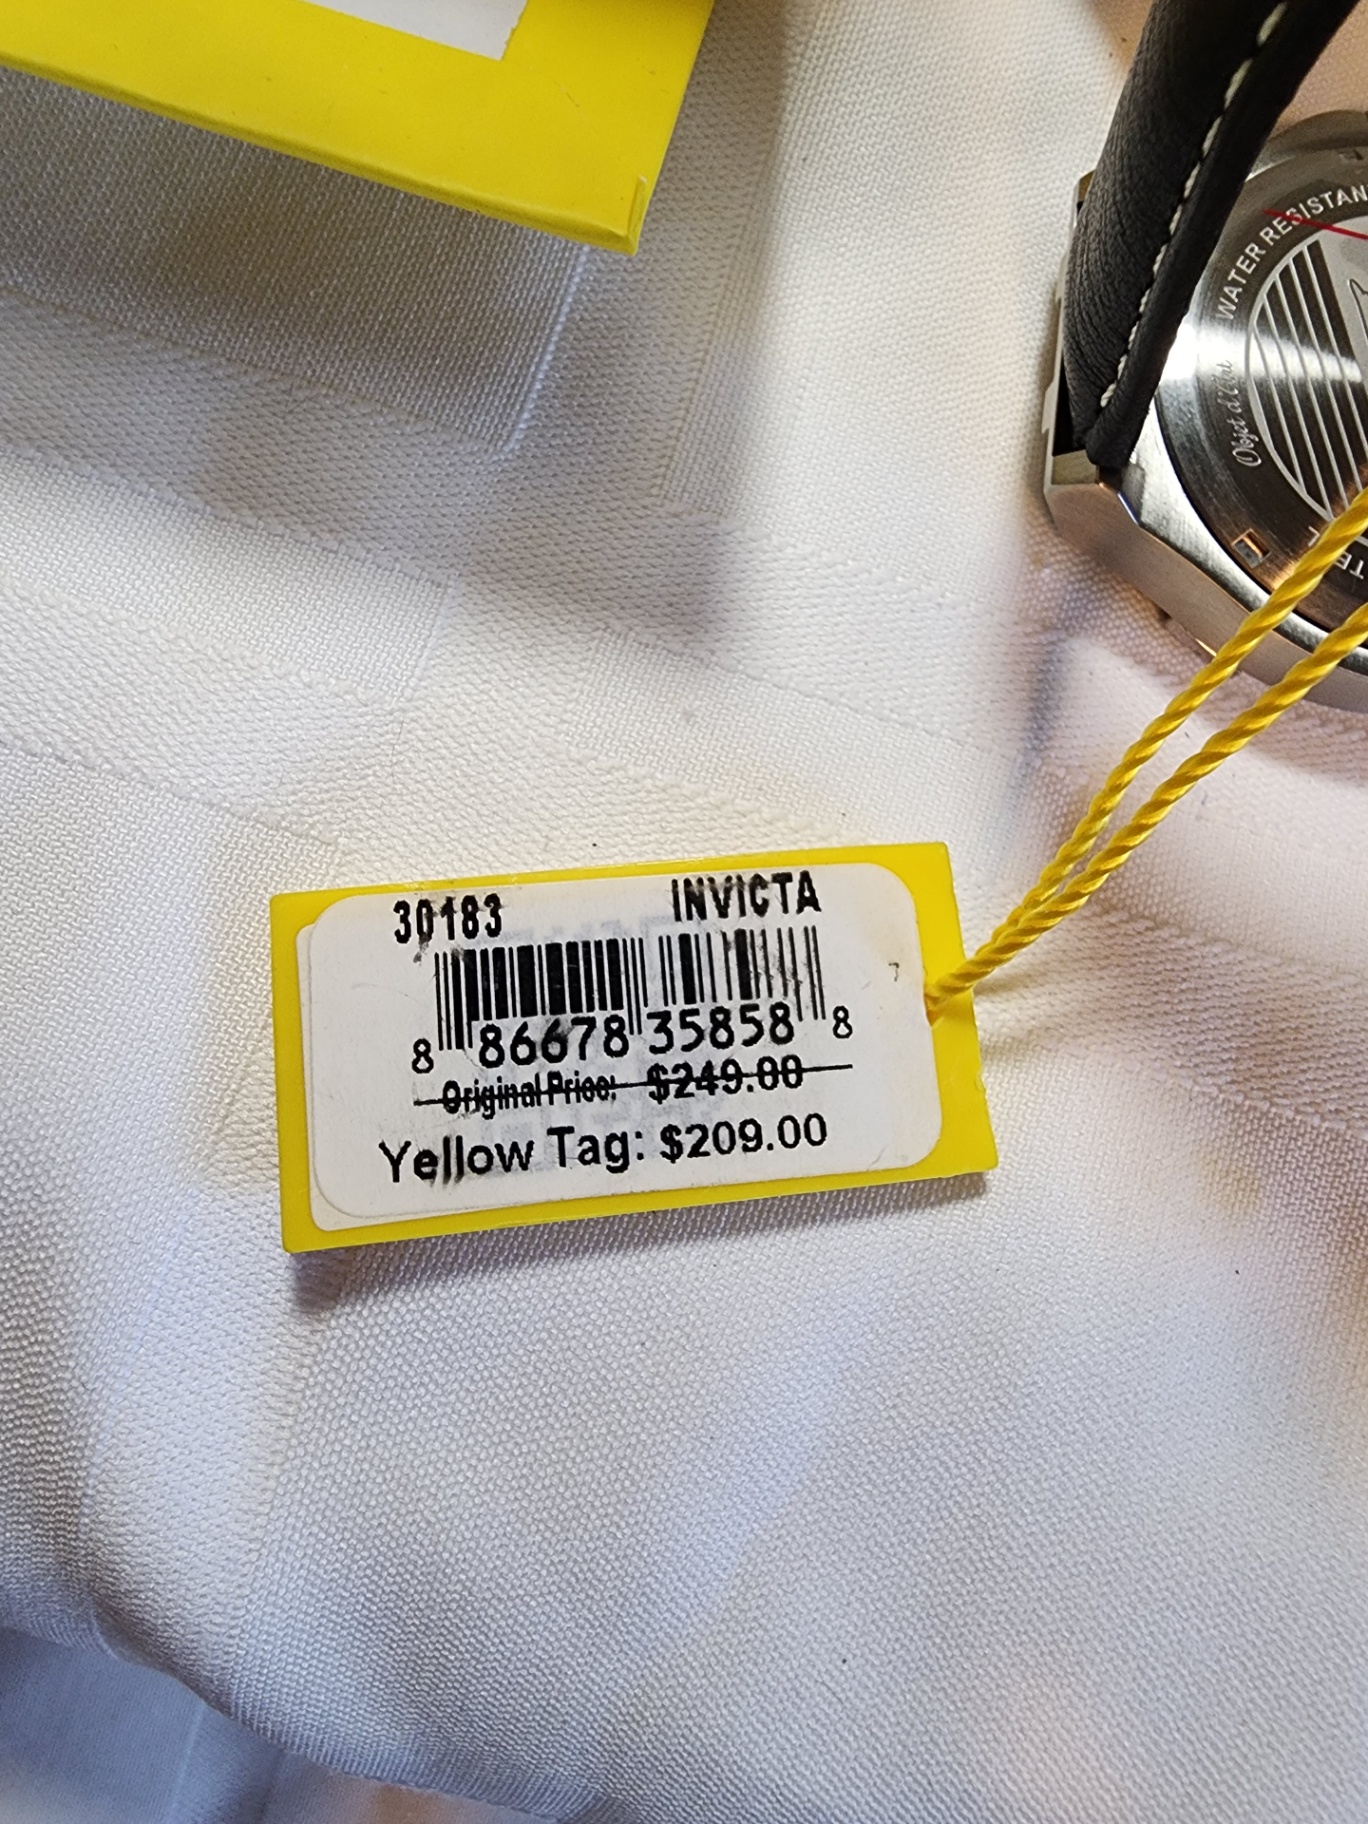 WATER RESISTAN
Objet d'Art
30183 INVICTA
8 86678 35858 8
Original Price: $249.00
Yellow Tag: $209.00